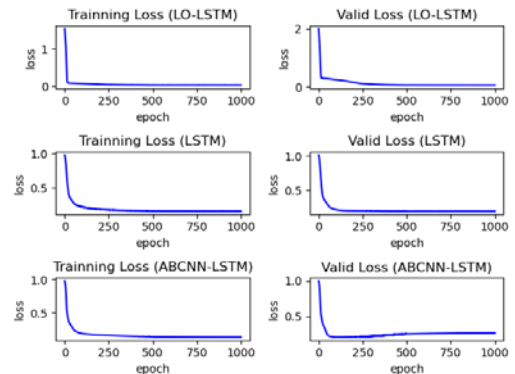 Trainning Loss (LO-LSTM)
loss
1
0
0 250 500 750 1000
epoch
Valid Loss (LO-LSTM)
loss
2
0
0 250 500 750 1000
epoch
Trainning Loss (LSTM)
loss
1.0
0.5
0 250 500 750 1000
epoch
Valid Loss (LSTM)
loss
1.0
0.5
0 250 500 750 1000
epoch
Trainning Loss (ABCNN-LSTM)
loss
1.0
0.5
0 250 500 750 1000
epoch
Valid Loss (ABCNN-LSTM)
loss
1.0
0.5
0 250 500 750 1000
epoch